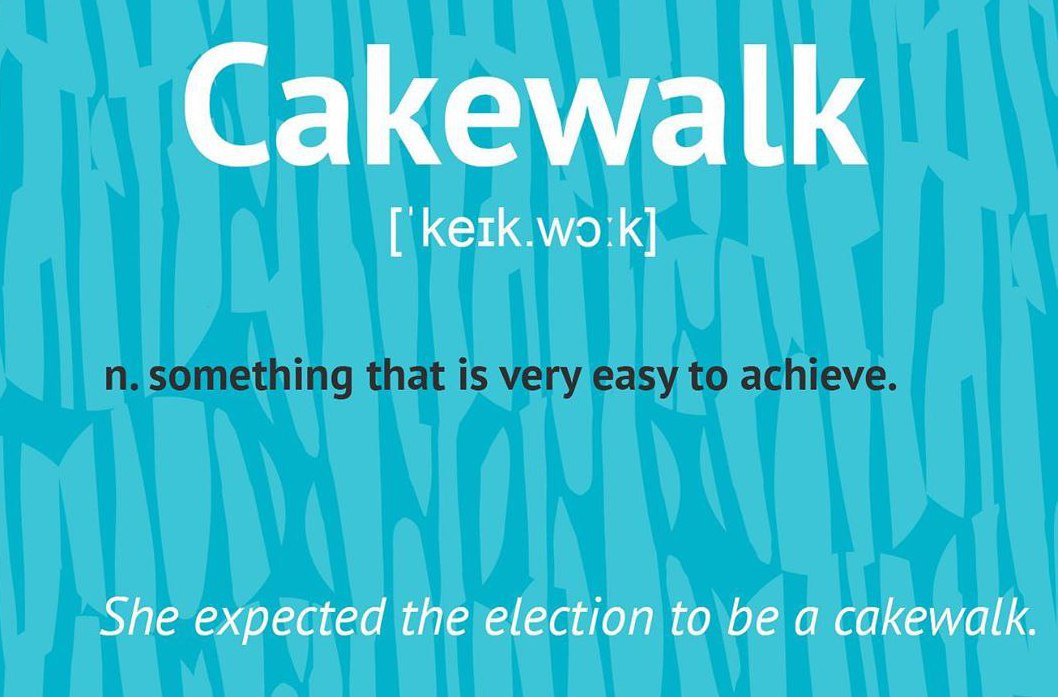 Cakewalk
[ˈkeɪk.wɔːk]
n. something that is very easy to achieve.
She expected the election to be a cakewalk.